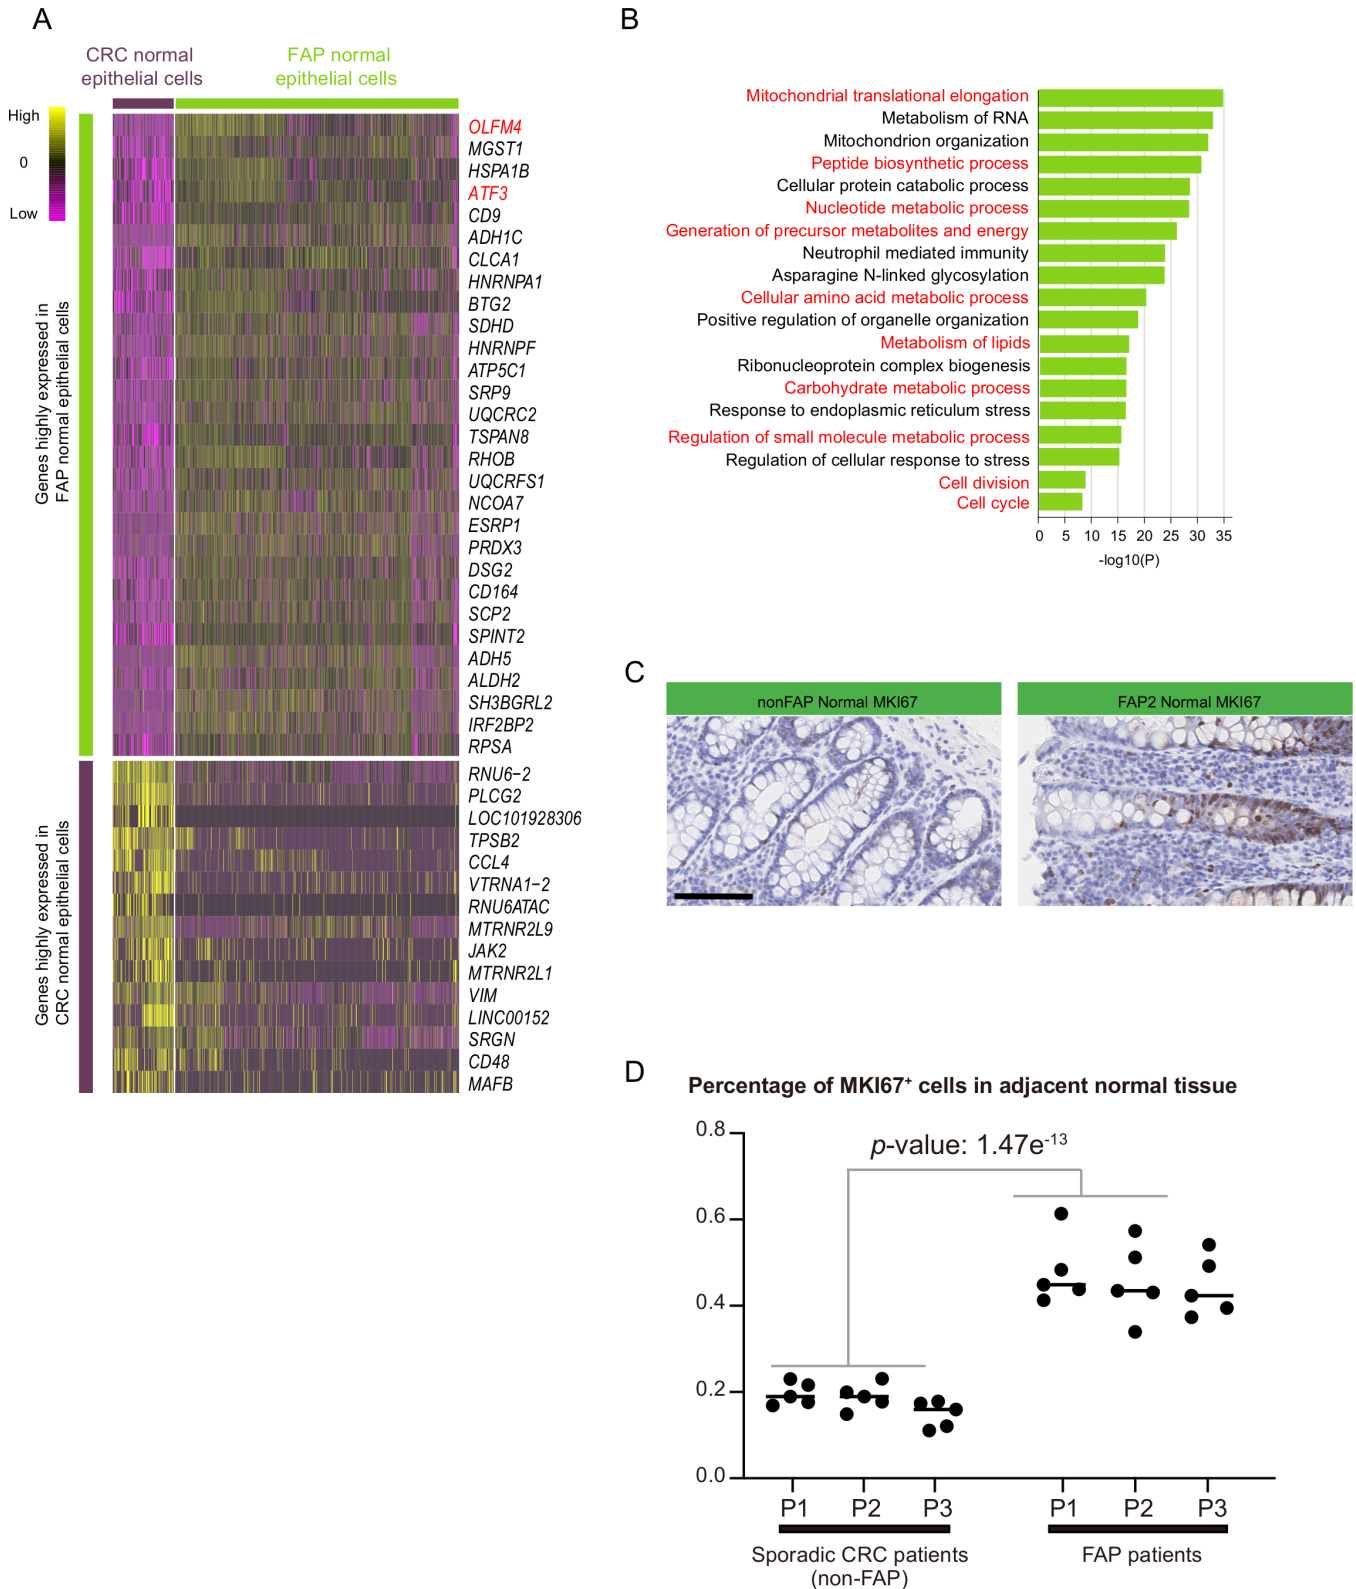 A
CRC normal
epithelial cells
FAP normal
epithelial cells
High
0
Low
Genes highly expressed in
FAP normal epithelial cells
OLFM4
MGST1
HSPA1B
ATF3
CD9
ADH1C
CLCA1
HNRNPA1
BTG2
SDHD
HNRNPF
ATP5C1
SRP9
UQCRC2
TSPAN8
RHOB
UQCRFS1
NCOA7
ESRP1
PRDX3
DSG2
CD164
SCP2
SPINT2
ADH5
ALDH2
SH3BGRL2
IRF2BP2
RPSA
Genes highly expressed in
CRC normal epithelial cells
RNU6−2
PLCG2
LOC101928306
TPSB2
CCL4
VTRNA1−2
RNU6ATAC
MTRNR2L9
JAK2
MTRNR2L1
VIM
LINC00152
SRGN
CD48
MAFB
B
Mitochondrial translational elongation
Metabolism of RNA
Mitochondrion organization
Peptide biosynthetic process
Cellular protein catabolic process
Nucleotide metabolic process
Generation of precursor metabolites and energy
Neutrophil mediated immunity
Asparagine N-linked glycosylation
Cellular amino acid metabolic process
Positive regulation of organelle organization
Metabolism of lipids
Ribonucleoprotein complex biogenesis
Carbohydrate metabolic process
Response to endoplasmic reticulum stress
Regulation of small molecule metabolic process
Regulation of cellular response to stress
Cell division
Cell cycle
0 5 10 15 20 25 30 35
-log10(P)
C
nonFAP Normal MKI67
FAP2 Normal MKI67
D
Percentage of MKI67⁺ cells in adjacent normal tissue
p-value: 1.47e⁻¹³
0.8
0.6
0.4
0.2
0.0
P1 P2 P3 P1 P2 P3
Sporadic CRC patients
(non-FAP)
FAP patients